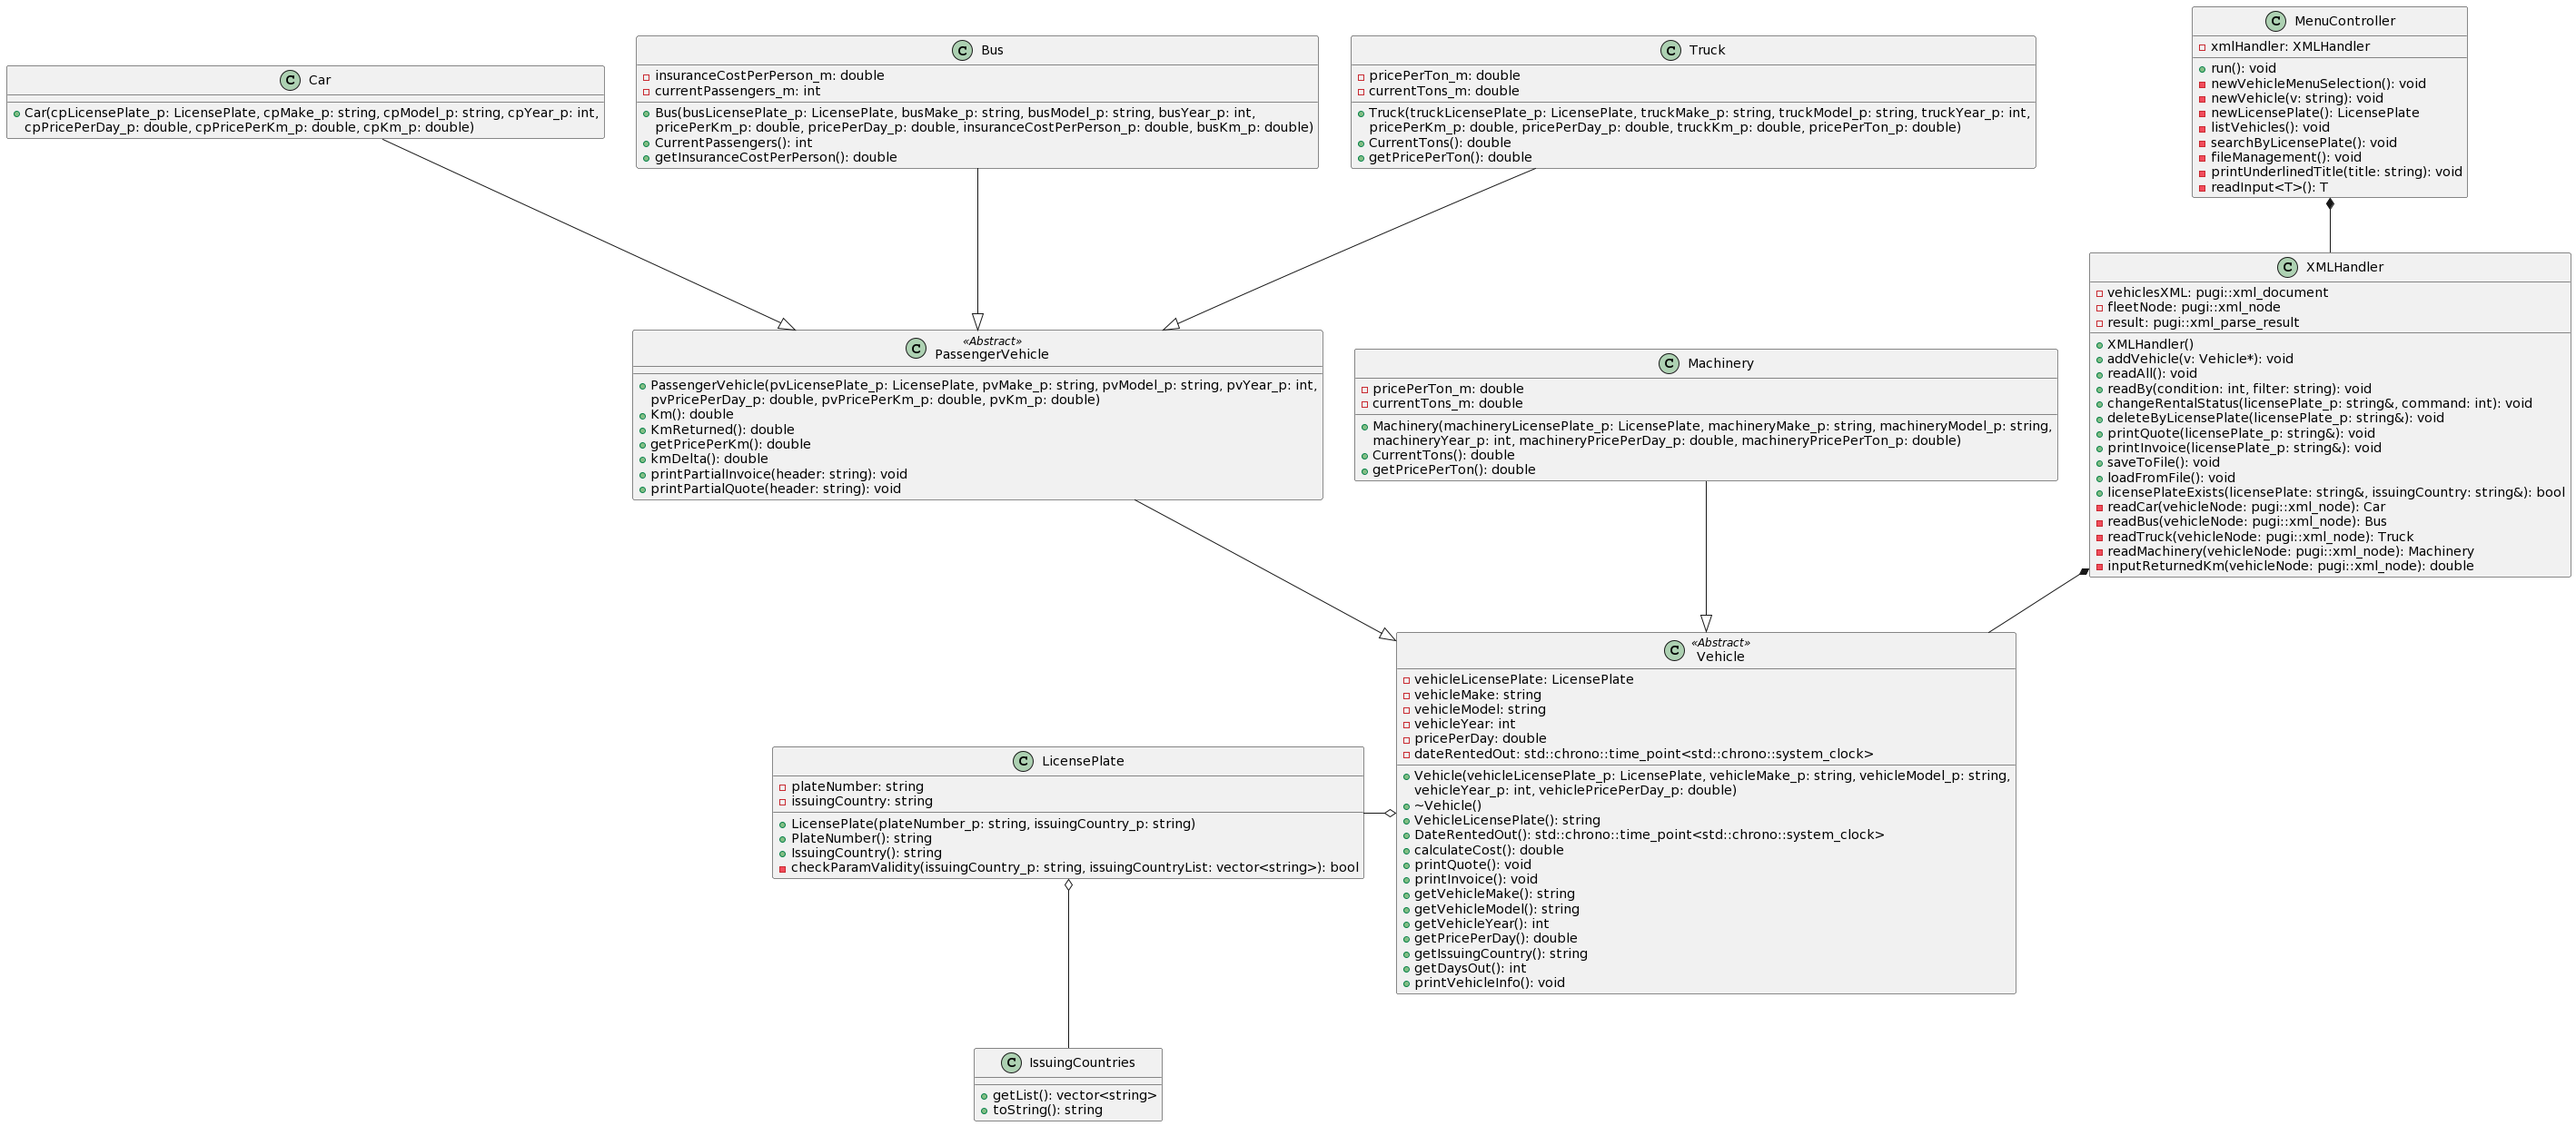 C Car
Car(cpLicensePlate_p: LicensePlate, cpMake_p: string, cpModel_p: string, cpYear_p: int,
cpPricePerDay_p: double, cpPricePerKm_p: double, cpKm_p: double)
C Bus
insuranceCostPerPerson_m: double
currentPassengers_m: int
Bus(busLicensePlate_p: LicensePlate, busMake_p: string, busModel_p: string, busYear_p: int,
pricePerKm_p: double, pricePerDay_p: double, insuranceCostPerPerson_p: double, busKm_p: double)
CurrentPassengers(): int
getInsuranceCostPerPerson(): double
C Truck
pricePerTon_m: double
currentTons_m: double
Truck(truckLicensePlate_p: LicensePlate, truckMake_p: string, truckModel_p: string, truckYear_p: int,
pricePerKm_p: double, pricePerDay_p: double, truckKm_p: double, pricePerTon_p: double)
CurrentTons(): double
getPricePerTon(): double
C MenuController
xmlHandler: XMLHandler
run(): void
newVehicleMenuSelection(): void
newVehicle(v: string): void
newLicensePlate(): LicensePlate
listVehicles(): void
searchByLicensePlate(): void
fileManagement(): void
printUnderlinedTitle(title: string): void
readInput<T>(): T
C XMLHandler
vehiclesXML: pugi::xml_document
fleetNode: pugi::xml_node
result: pugi::xml_parse_result
XMLHandler()
addVehicle(v: Vehicle*): void
readAll(): void
readBy(condition: int, filter: string): void
changeRentalStatus(licensePlate_p: string&, command: int): void
deleteByLicensePlate(licensePlate_p: string&): void
printQuote(licensePlate_p: string&): void
printInvoice(licensePlate_p: string&): void
saveToFile(): void
loadFromFile(): void
licensePlateExists(licensePlate: string&, issuingCountry: string&): bool
readCar(vehicleNode: pugi::xml_node): Car
readBus(vehicleNode: pugi::xml_node): Bus
readTruck(vehicleNode: pugi::xml_node): Truck
readMachinery(vehicleNode: pugi::xml_node): Machinery
inputReturnedKm(vehicleNode: pugi::xml_node): double
C «Abstract»
PassengerVehicle
PassengerVehicle(pvLicensePlate_p: LicensePlate, pvMake_p: string, pvModel_p: string, pvYear_p: int,
pvPricePerDay_p: double, pvPricePerKm_p: double, pvKm_p: double)
Km(): double
KmReturned(): double
getPricePerKm(): double
kmDelta(): double
printPartialInvoice(header: string): void
printPartialQuote(header: string): void
C Machinery
pricePerTon_m: double
currentTons_m: double
Machinery(machineryLicensePlate_p: LicensePlate, machineryMake_p: string, machineryModel_p: string,
machineryYear_p: int, machineryPricePerDay_p: double, machineryPricePerTon_p: double)
CurrentTons(): double
getPricePerTon(): double
C «Abstract»
Vehicle
vehicleLicensePlate: LicensePlate
vehicleMake: string
vehicleModel: string
vehicleYear: int
pricePerDay: double
dateRentedOut: std::chrono::time_point<std::chrono::system_clock>
Vehicle(vehicleLicensePlate_p: LicensePlate, vehicleMake_p: string, vehicleModel_p: string,
vehicleYear_p: int, vehiclePricePerDay_p: double)
~Vehicle()
VehicleLicensePlate(): string
DateRentedOut(): std::chrono::time_point<std::chrono::system_clock>
calculateCost(): double
printQuote(): void
printInvoice(): void
getVehicleMake(): string
getVehicleModel(): string
getVehicleYear(): int
getPricePerDay(): double
getIssuingCountry(): string
getDaysOut(): int
printVehicleInfo(): void
C LicensePlate
plateNumber: string
issuingCountry: string
LicensePlate(plateNumber_p: string, issuingCountry_p: string)
PlateNumber(): string
IssuingCountry(): string
checkParamValidity(issuingCountry_p: string, issuingCountryList: vector<string>): bool
C IssuingCountries
getList(): vector<string>
toString(): string